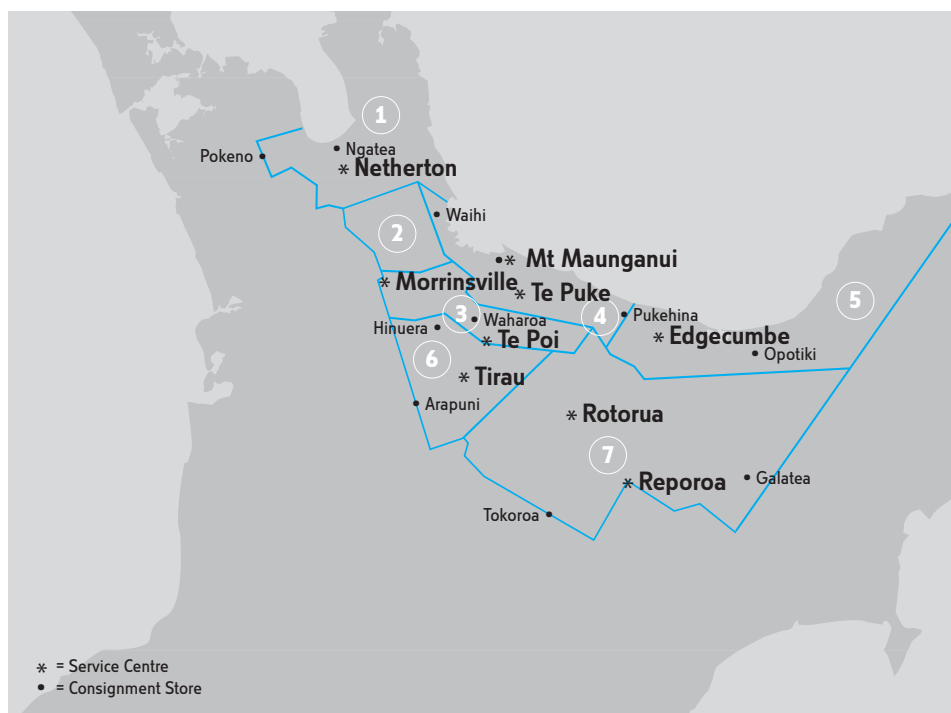 1
Ngatea
Pokeno
* Netherton
Waihi
2
* Mt Maunganui
* Morrinsville
* Te Puke
5
3
4
Pukehina
Waharoa
Hinuera
* Edgecumbe
* Te Poi
Opotiki
6
* Tirau
Arapuni
* Rotorua
7
Galatea
* Reporoa
Tokoroa
* = Service Centre
• = Consignment Store